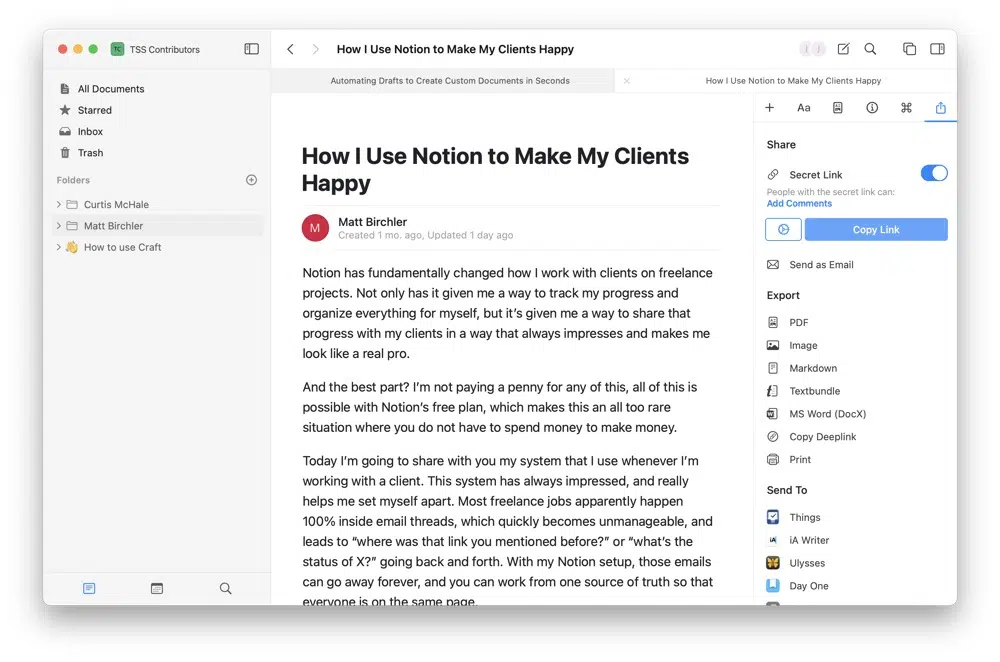 TC TSS Contributors
How I Use Notion to Make My Clients Happy
Automating Drafts to Create Custom Documents in Seconds
How I Use Notion to Make My Clients Happy
All Documents
Starred
Inbox
Trash
Folders
Curtis McHale
Matt Birchler
How to use Craft
How I Use Notion to Make My Clients
Happy
M
Matt Birchler
Created 1 mo. ago, Updated 1 day ago
Notion has fundamentally changed how I work with clients on freelance
projects. Not only has it given me a way to track my progress and
organize everything for myself, but it’s given me a way to share that
progress with my clients in a way that always impresses and makes me
look like a real pro.
And the best part? I’m not paying a penny for any of this, all of this is
possible with Notion’s free plan, which makes this an all too rare
situation where you do not have to spend money to make money.
Today I’m going to share with you my system that I use whenever I’m
working with a client. This system has always impressed, and really
helps me set myself apart. Most freelance jobs apparently happen
100% inside email threads, which quickly becomes unmanageable, and
leads to “where was that link you mentioned before?” or “what’s the
status of X?” going back and forth. With my Notion setup, those emails
can go away forever, and you can work from one source of truth so that
everyone is on the same page.
Aa
Share
Secret Link
People with the secret link can:
Add Comments
Copy Link
Send as Email
Export
PDF
Image
Markdown
Textbundle
MS Word (DocX)
Copy Deeplink
Print
Send To
Things
iA iA Writer
Ulysses
Day One